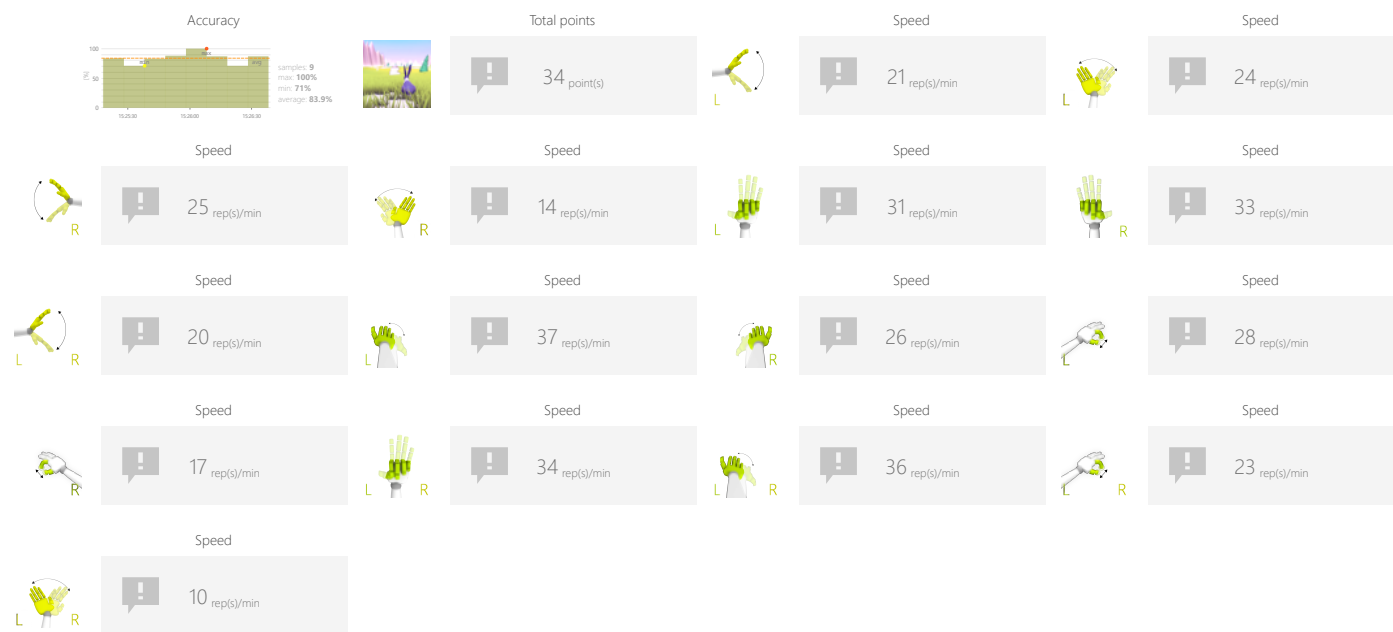 Accuracy
Total points
Speed
Speed
100
50
0
(%)
min
max
avg
samples: 9
max: 100%
min: 71%
average: 83.9%
15:25:30
15:26:00
15:26:30
34 point(s)
L
21 rep(s)/min
L
24 rep(s)/min
Speed
Speed
Speed
Speed
R
25 rep(s)/min
R
14 rep(s)/min
L
31 rep(s)/min
R
33 rep(s)/min
Speed
Speed
Speed
Speed
L R
20 rep(s)/min
L
37 rep(s)/min
R
26 rep(s)/min
L
28 rep(s)/min
Speed
Speed
Speed
Speed
R
17 rep(s)/min
L R
34 rep(s)/min
L R
36 rep(s)/min
L R
23 rep(s)/min
Speed
L R
10 rep(s)/min